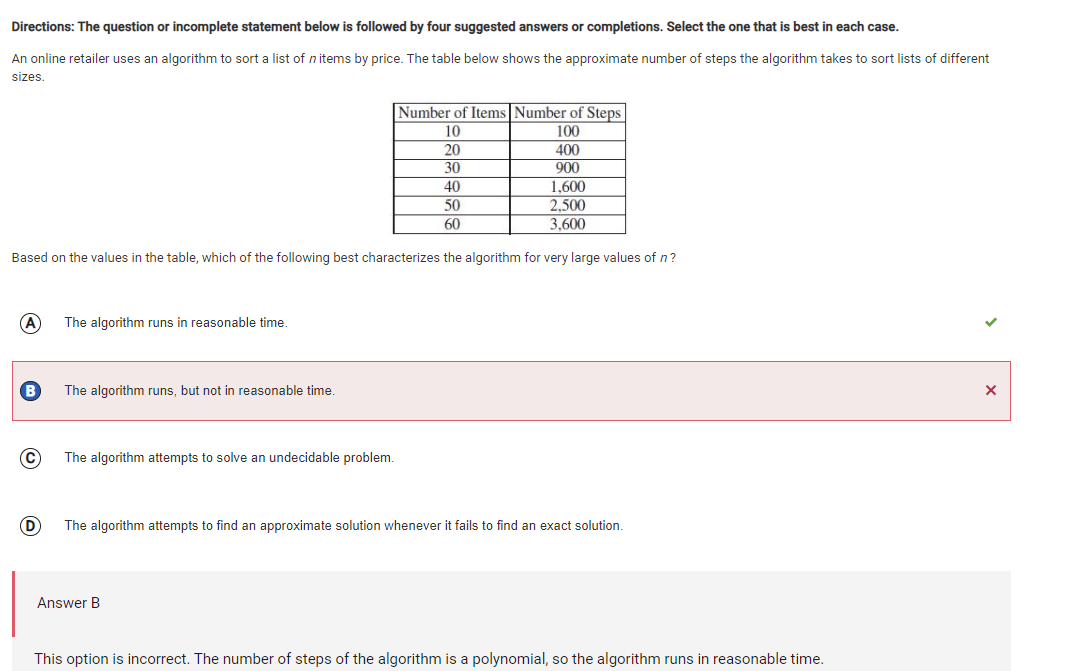 Directions: The question or incomplete statement below is followed by four suggested answers or completions. Select the one that is best in each case.
An online retailer uses an algorithm to sort a list of n items by price. The table below shows the approximate number of steps the algorithm takes to sort lists of different
sizes.
Number of Items Number of Steps
10 100
20 400
30 900
40 1,600
50 2,500
60 3,600
Based on the values in the table, which of the following best characterizes the algorithm for very large values of n ?
A The algorithm runs in reasonable time.
B The algorithm runs, but not in reasonable time.
C The algorithm attempts to solve an undecidable problem.
D The algorithm attempts to find an approximate solution whenever it fails to find an exact solution.
Answer B
This option is incorrect. The number of steps of the algorithm is a polynomial, so the algorithm runs in reasonable time.